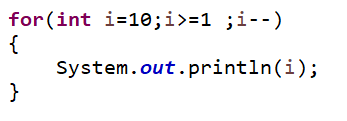 for(int i=10;i>=1 ;i--)
{
    System.out.println(i);
}